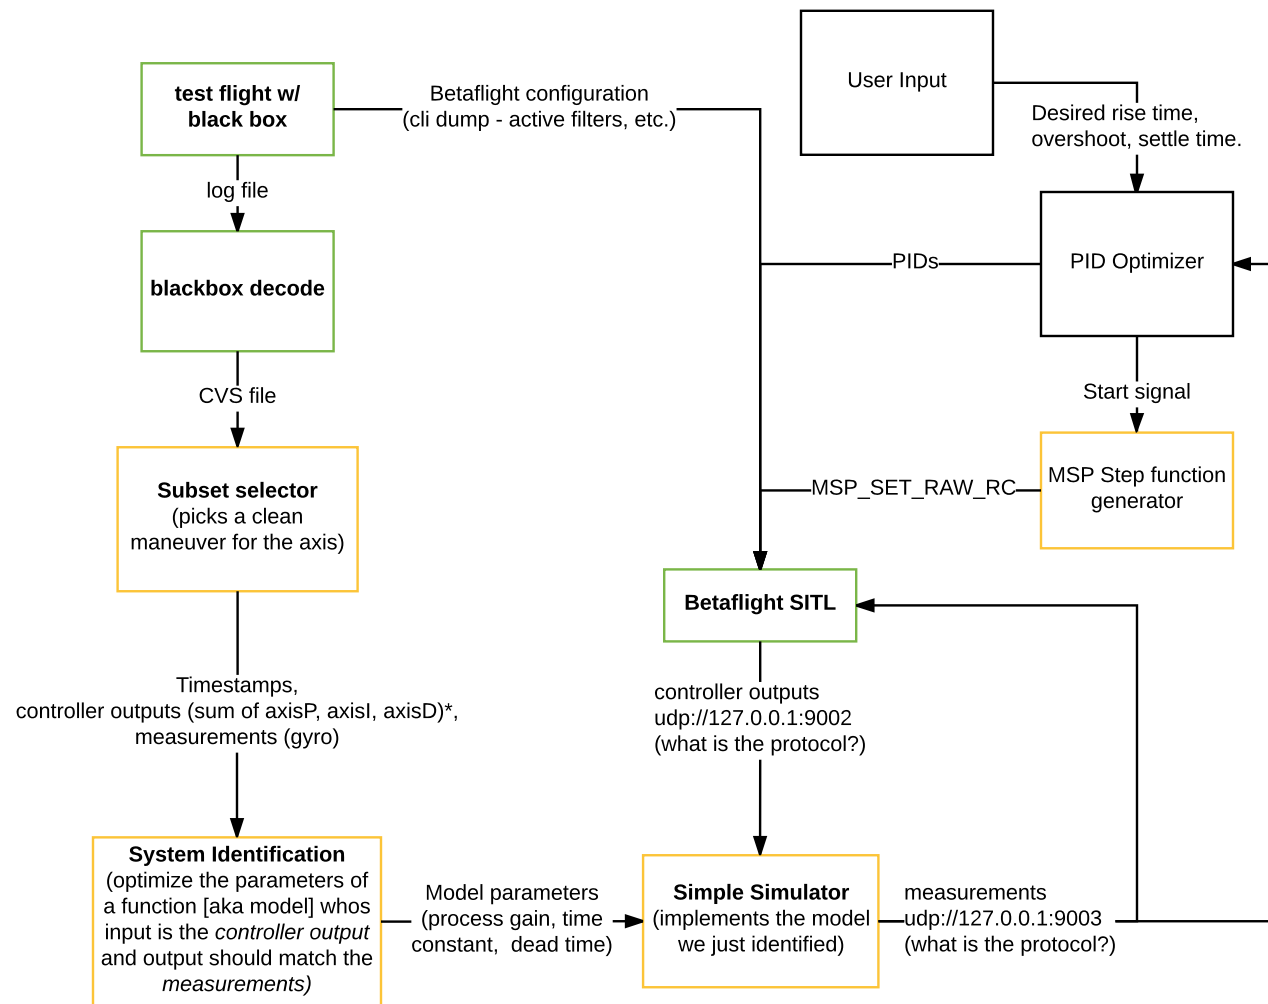 test flight w/
black box
Betaflight configuration
(cli dump - active filters, etc.)
User Input
Desired rise time,
overshoot, settle time.
log file
blackbox decode
PIDs
PID Optimizer
CVS file
Start signal
Subset selector
(picks a clean
maneuver for the axis)
MSP_SET_RAW_RC
MSP Step function
generator
Betaflight SITL
Timestamps,
controller outputs (sum of axisP, axisI, axisD)*,
measurements (gyro)
controller outputs
udp://127.0.0.1:9002
(what is the protocol?)
System Identification
(optimize the parameters of
a function [aka model] whos
input is the controller output
and output should match the
measurements)
Model parameters
(process gain, time
constant,  dead time)
Simple Simulator
(implements the model
we just identified)
measurements
udp://127.0.0.1:9003
(what is the protocol?)